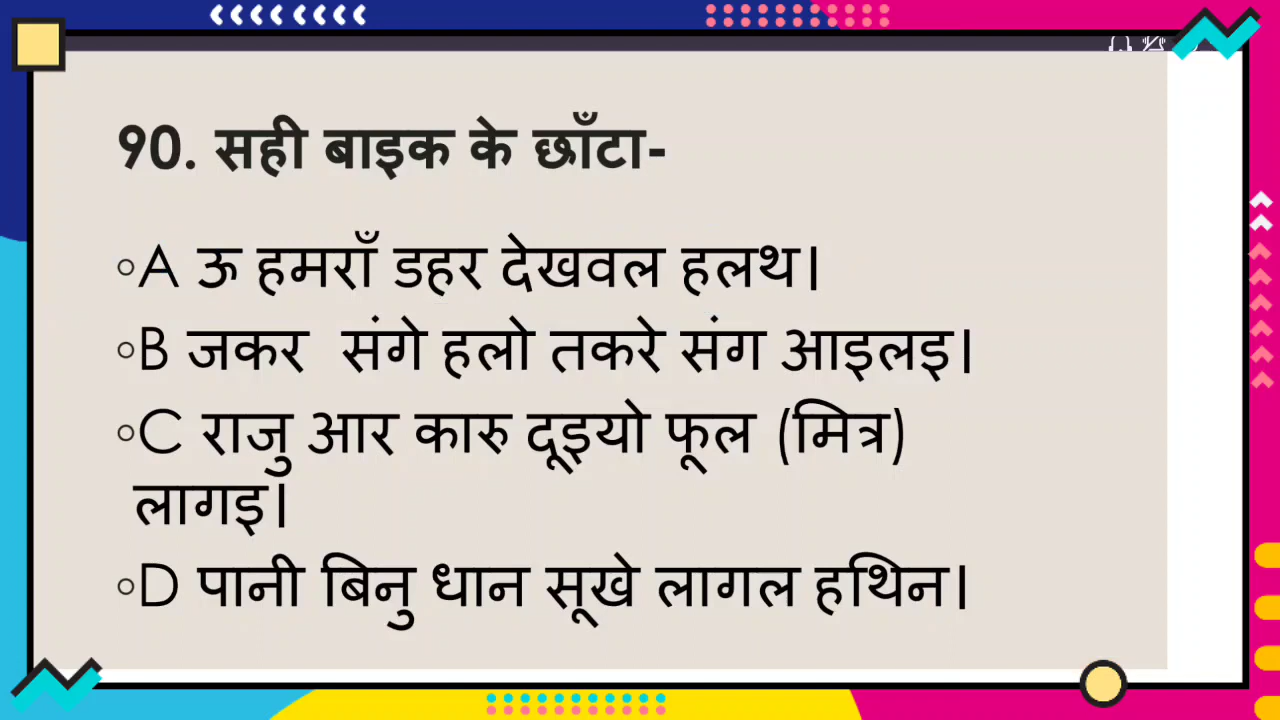 90. सही बाइक के छाँटा-
◦A ऊ हमराँ डहर देखवल हलथ।
◦B जकर संगे हलो तकरे संग आइलइ।
◦C राजु आर कारु दूइयो फूल (मित्र)
लागइ।
◦D पानी बिनु धान सूखे लागल हथिन।